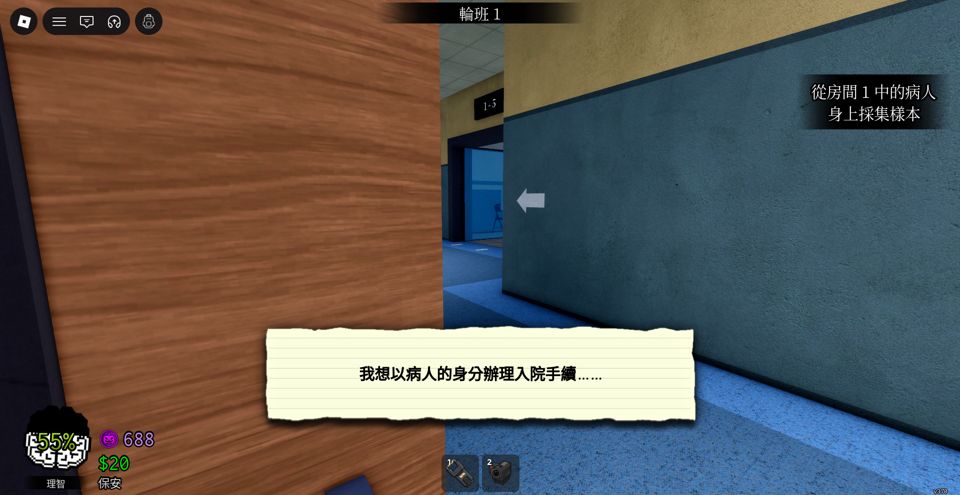 輪班 1
1-5
從房間 1 中的病人
身上採集樣本
我想以病人的身分辦理入院手續……
55%
688
$20
理智
保安
1
2